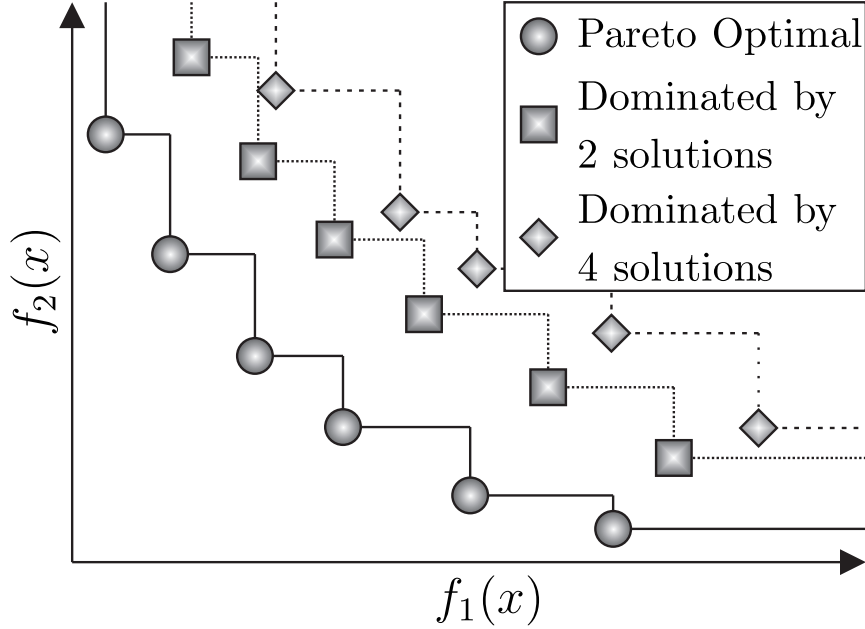 Pareto Optimal
Dominated by
2 solutions
Dominated by
4 solutions
f₂(x)
f₁(x)